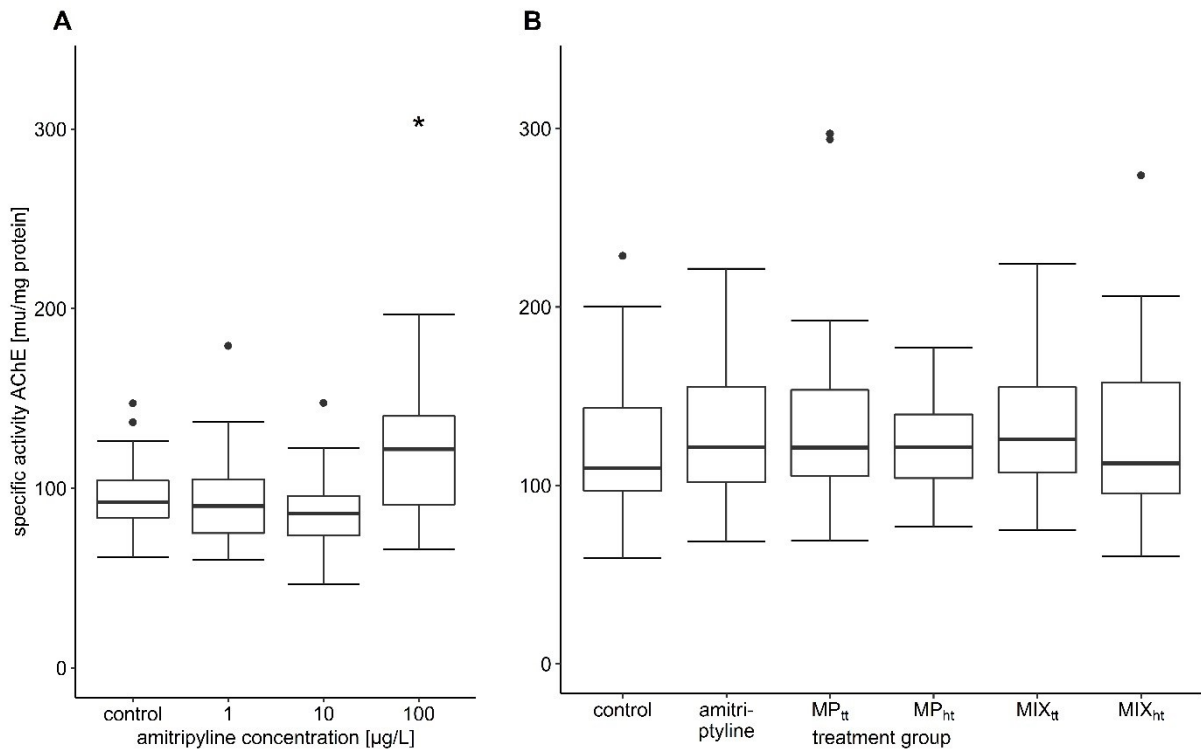 A
B
specific activity AChE [mu/mg protein]
300
200
100
0
*
control 1 10 100
amitripyline concentration [µg/L]
300
200
100
0
control amitri- MPtt MPht MIXtt MIXht
ptyline
treatment group